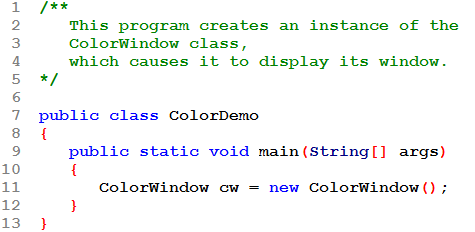 1 /**
2    This program creates an instance of the
3    ColorWindow class,
4    which causes it to display its window.
5 */
6
7 public class ColorDemo
8 {
9    public static void main(String[] args)
10    {
11       ColorWindow cw = new ColorWindow();
12    }
13 }